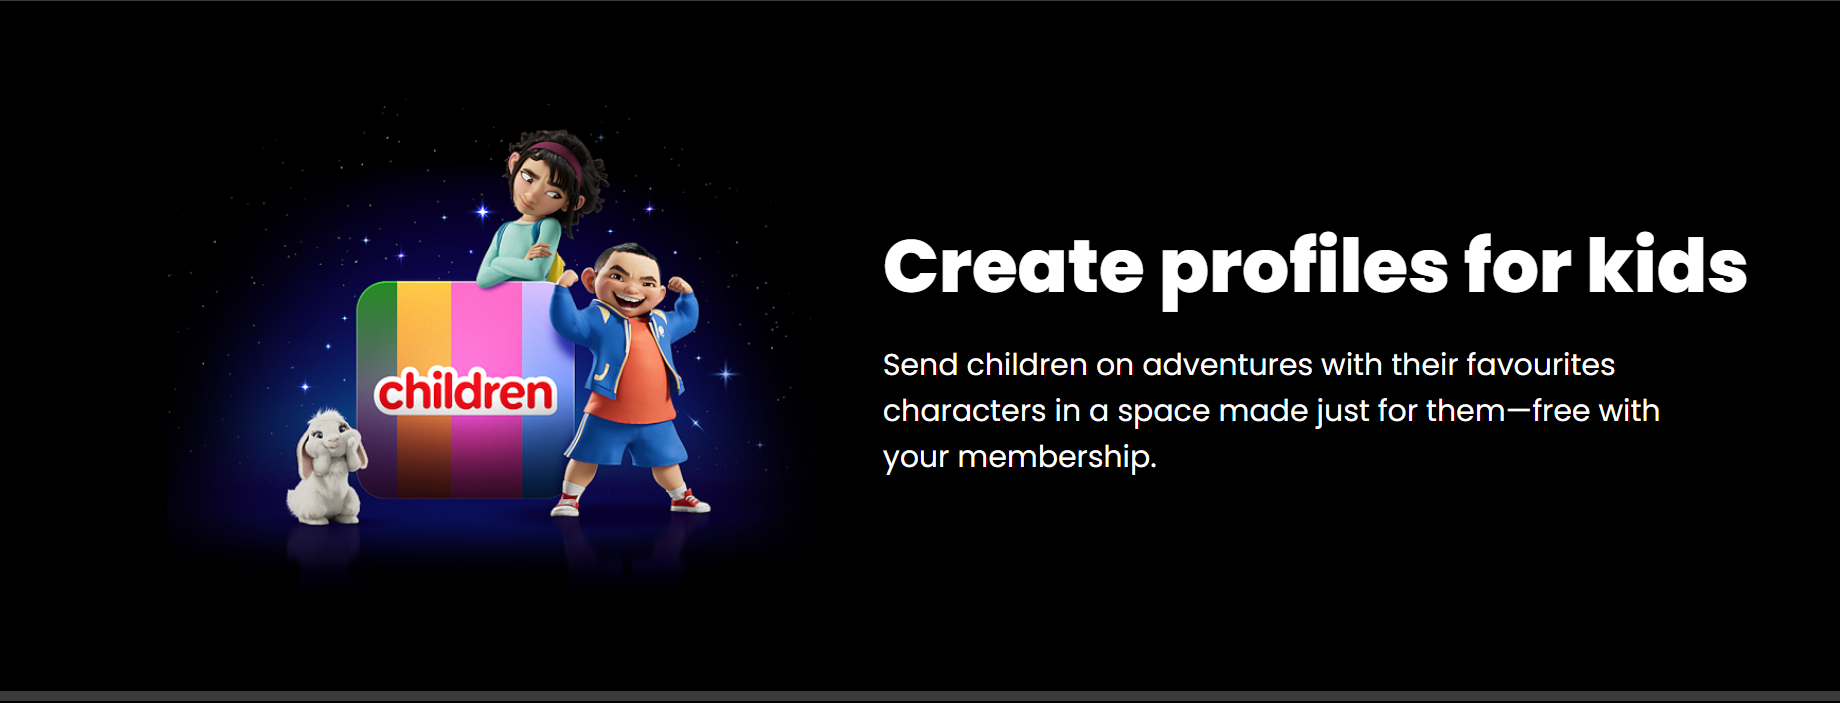 children
Create profiles for kids
Send children on adventures with their favourites
characters in a space made just for them—free with
your membership.